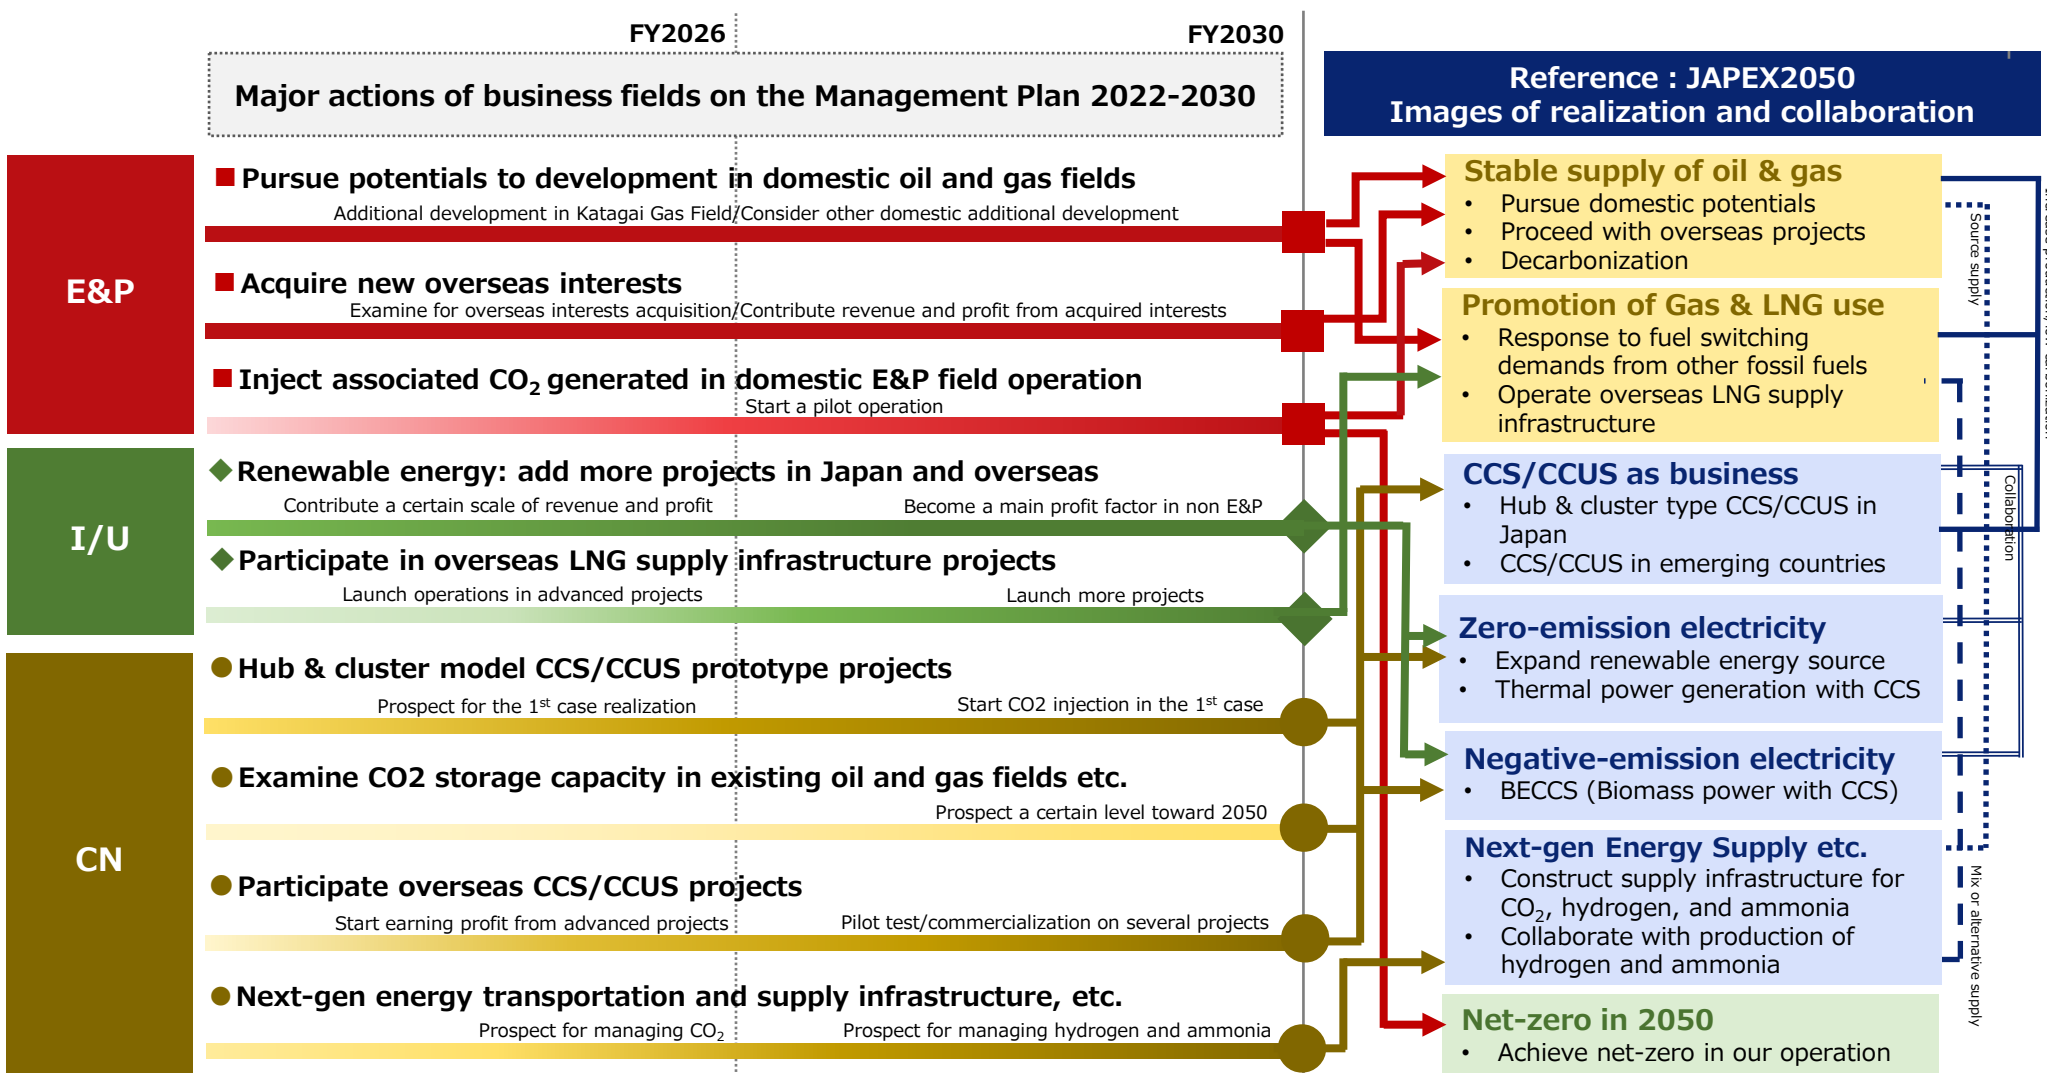 FY2026
FY2030
Major actions of business fields on the Management Plan 2022-2030
Reference : JAPEX2050
Images of realization and collaboration
E&P
■ Pursue potentials to development in domestic oil and gas fields
Additional development in Katagai Gas Field/Consider other domestic additional development
■ Acquire new overseas interests
Examine for overseas interests acquisition/Contribute revenue and profit from acquired interests
■ Inject associated CO2 generated in domestic E&P field operation
Start a pilot operation
I/U
◆ Renewable energy: add more projects in Japan and overseas
Contribute a certain scale of revenue and profit
Become a main profit factor in non E&P
◆ Participate in overseas LNG supply infrastructure projects
Launch operations in advanced projects
Launch more projects
CN
● Hub & cluster model CCS/CCUS prototype projects
Prospect for the 1st case realization
Start CO2 injection in the 1st case
● Examine CO2 storage capacity in existing oil and gas fields etc.
Prospect a certain level toward 2050
● Participate overseas CCS/CCUS projects
Start earning profit from advanced projects
Pilot test/commercialization on several projects
● Next-gen energy transportation and supply infrastructure, etc.
Prospect for managing CO2
Prospect for managing hydrogen and ammonia
Stable supply of oil & gas
• Pursue domestic potentials
• Proceed with overseas projects
• Decarbonization
Promotion of Gas & LNG use
• Response to fuel switching
demands from other fossil fuels
• Operate overseas LNG supply
infrastructure
CCS/CCUS as business
• Hub & cluster type CCS/CCUS in
Japan
• CCS/CCUS in emerging countries
Zero-emission electricity
• Expand renewable energy source
• Thermal power generation with CCS
Negative-emission electricity
• BECCS (Biomass power with CCS)
Next-gen Energy Supply etc.
• Construct supply infrastructure for
CO2, hydrogen, and ammonia
• Collaborate with production of
hydrogen and ammonia
Net-zero in 2050
• Achieve net-zero in our operation
Source supply
Collaboration
Mix or alternative supply